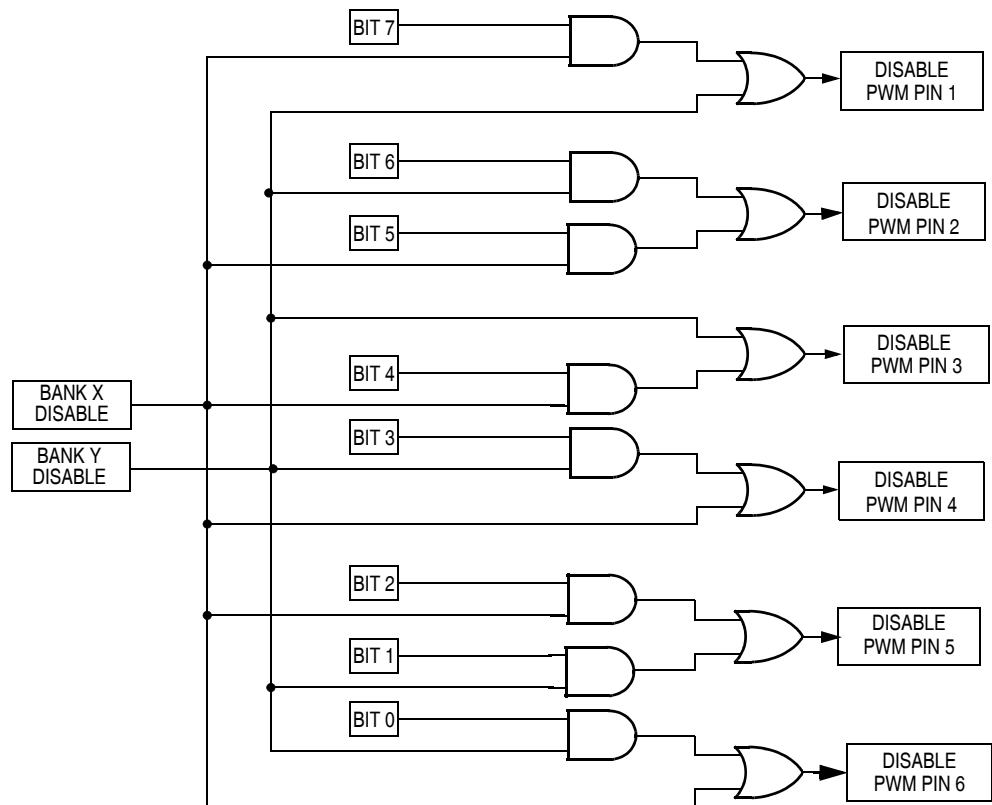 BIT 7
DISABLE
PWM PIN 1
BIT 6
DISABLE
PWM PIN 2
BIT 5
DISABLE
PWM PIN 3
BIT 4
BANK X
DISABLE
BIT 3
BANK Y
DISABLE
DISABLE
PWM PIN 4
BIT 2
DISABLE
PWM PIN 5
BIT 1
BIT 0
DISABLE
PWM PIN 6